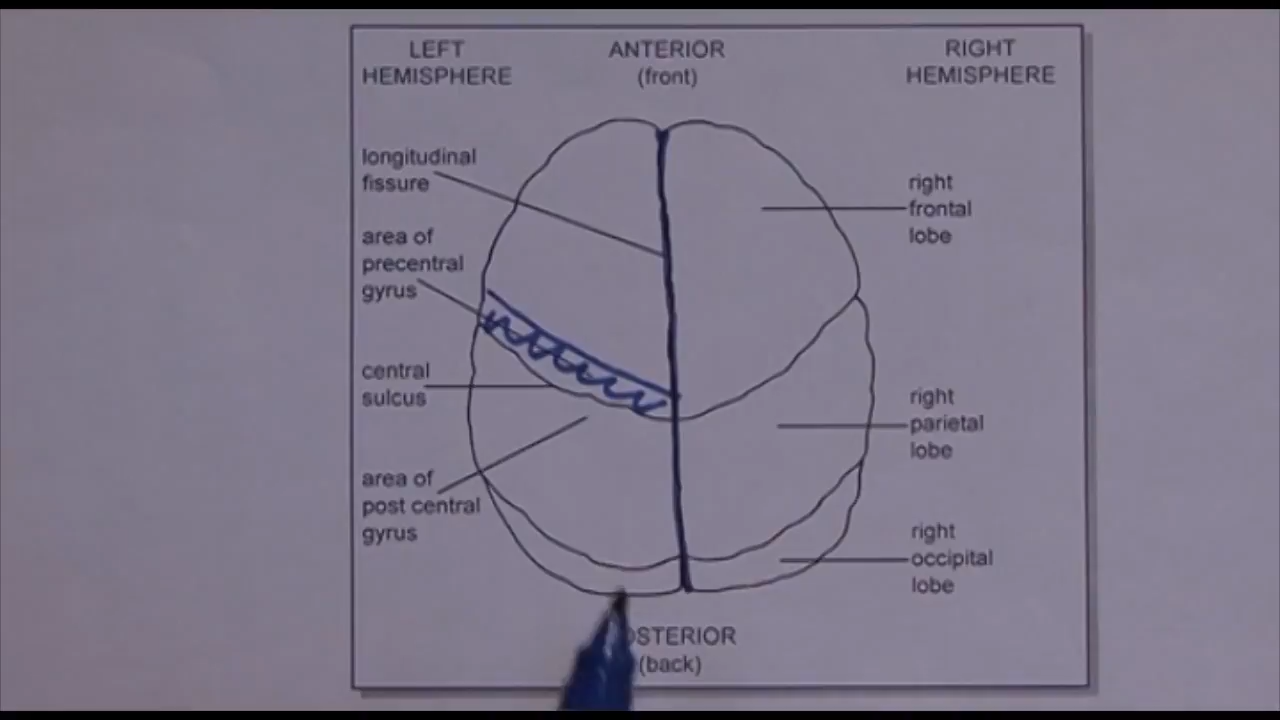 LEFT
HEMISPHERE
ANTERIOR
(front)
RIGHT
HEMISPHERE
longitudinal
fissure
area of
precentral
gyrus
central
sulcus
area of
post central
gyrus
right
frontal
lobe
right
parietal
lobe
right
occipital
lobe
OSTERIOR
(back)